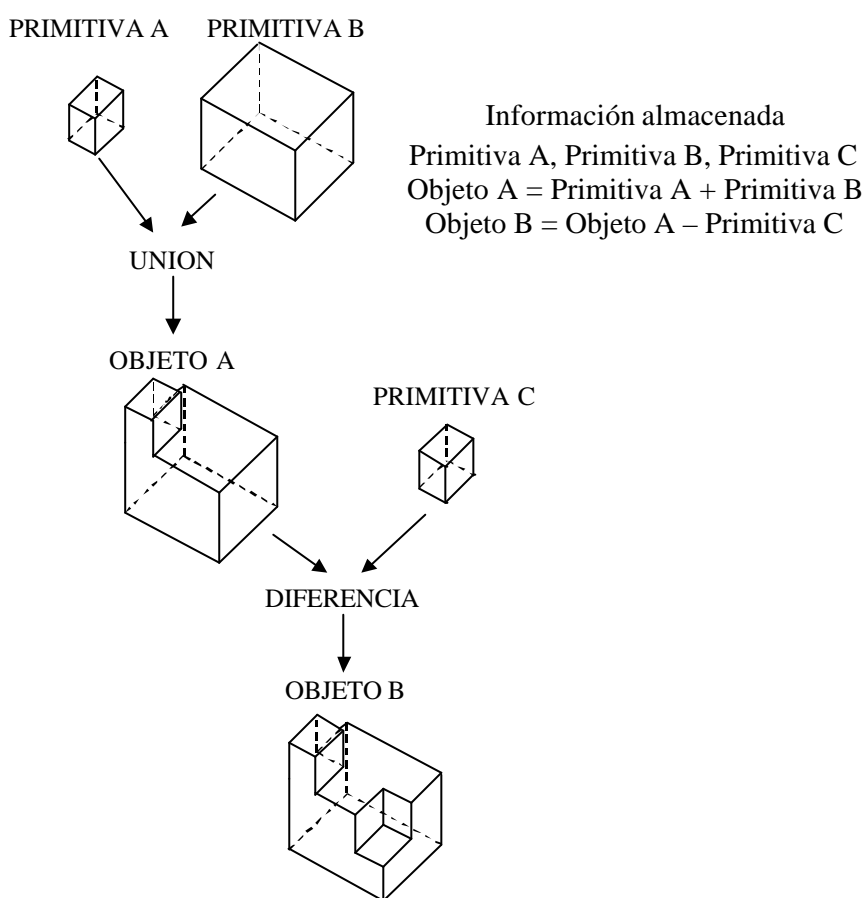 PRIMITIVA A
PRIMITIVA B
Información almacenada
Primitiva A, Primitiva B, Primitiva C
Objeto A = Primitiva A + Primitiva B
Objeto B = Objeto A – Primitiva C
UNION
OBJETO A
PRIMITIVA C
DIFERENCIA
OBJETO B